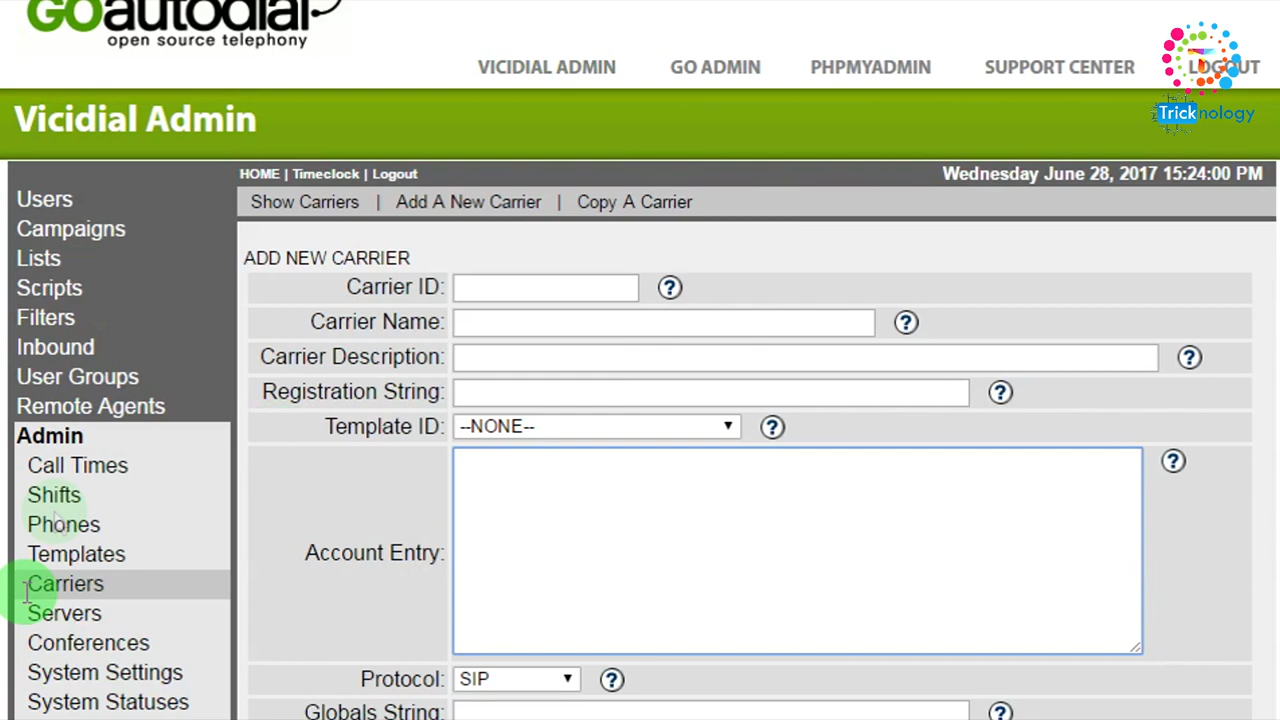 GOautodial
open source telephony
VICIDIAL ADMIN GO ADMIN PHPMYADMIN SUPPORT CENTER LOGOUT
Tricknology
Vicidial Admin
HOME | Timeclock | Logout Wednesday June 28, 2017 15:24:00 PM
Show Carriers | Add A New Carrier | Copy A Carrier
Users
Campaigns
Lists
Scripts
Filters
Inbound
User Groups
Remote Agents
Admin
Call Times
Shifts
Phones
Templates
Carriers
Servers
Conferences
System Settings
System Statuses
ADD NEW CARRIER
Carrier ID: ?
Carrier Name: ?
Carrier Description: ?
Registration String: ?
Template ID: --NONE-- ?
Account Entry: ?
Protocol: SIP ?
Globals String: ?